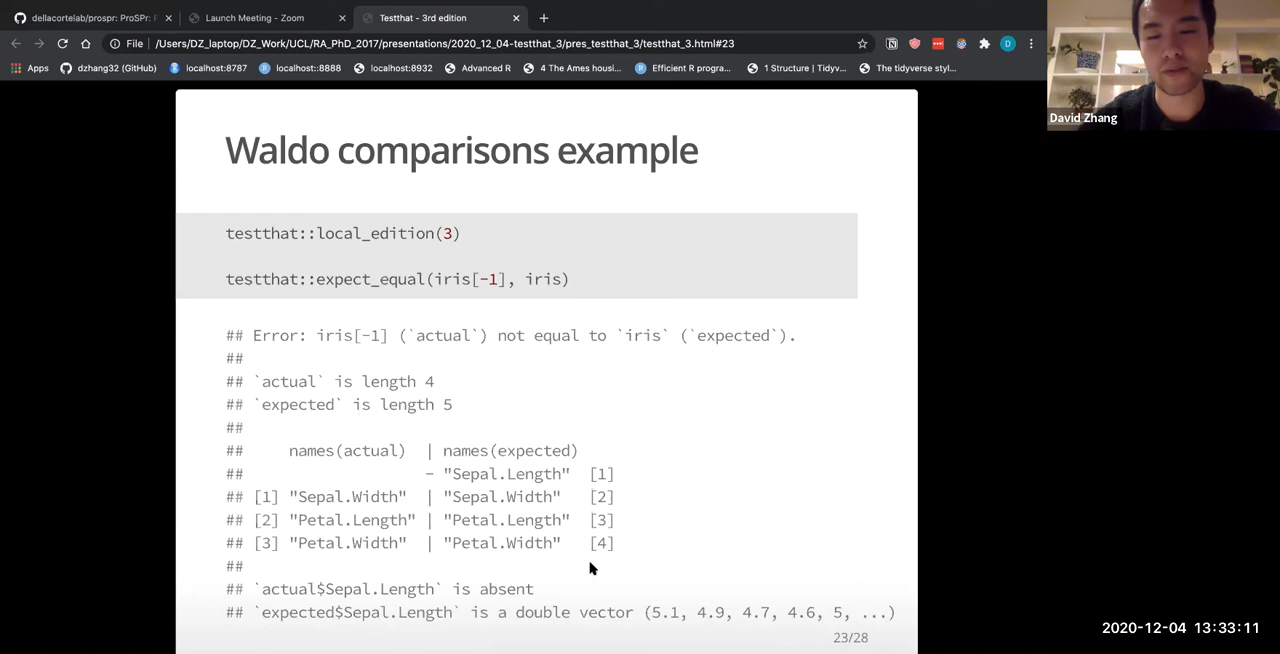 dellacortelab/prospr: ProSPr: P
Launch Meeting - Zoom
Testthat - 3rd edition
File | /Users/DZ_laptop/DZ_Work/UCL/RA_PhD_2017/presentations/2020_12_04-testthat_3/pres_testthat_3/testthat_3.html#23
Apps
dzhang32 (GitHub)
localhost:8787
localhost::8888
localhost:8932
Advanced R
4 The Ames housi...
Efficient R progra...
1 Structure | Tidyv...
The tidyverse styl...
David Zhang
Waldo comparisons example
testthat::local_edition(3)
testthat::expect_equal(iris[-1], iris)
## Error: iris[-1] (`actual`) not equal to `iris` (`expected`).
##
## `actual` is length 4
## `expected` is length 5
##
##     names(actual)  | names(expected)
##                    - "Sepal.Length"  [1]
## [1] "Sepal.Width"  | "Sepal.Width"   [2]
## [2] "Petal.Length" | "Petal.Length"  [3]
## [3] "Petal.Width"  | "Petal.Width"   [4]
##
## `actual$Sepal.Length` is absent
## `expected$Sepal.Length` is a double vector (5.1, 4.9, 4.7, 4.6, 5, ...)
23/28
2020-12-04 13:33:11